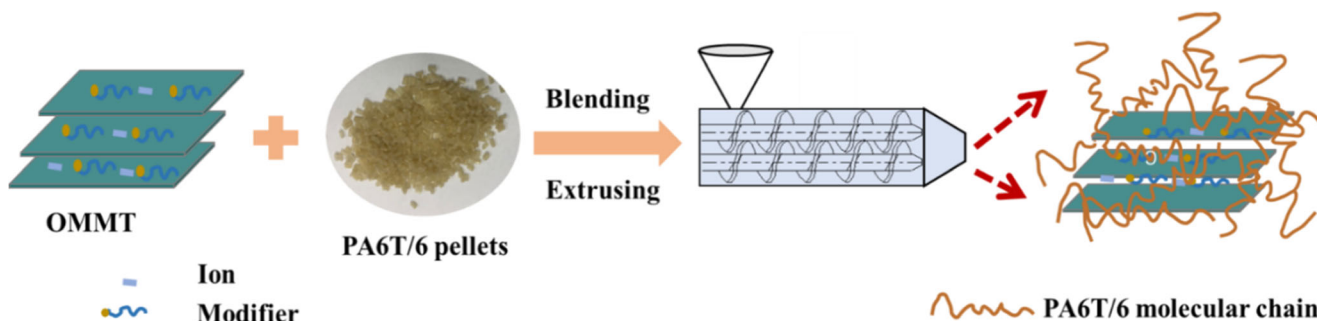 Blending
Extrusing
OMMT
PA6T/6 pellets
Ion
Modifier
PA6T/6 molecular chain